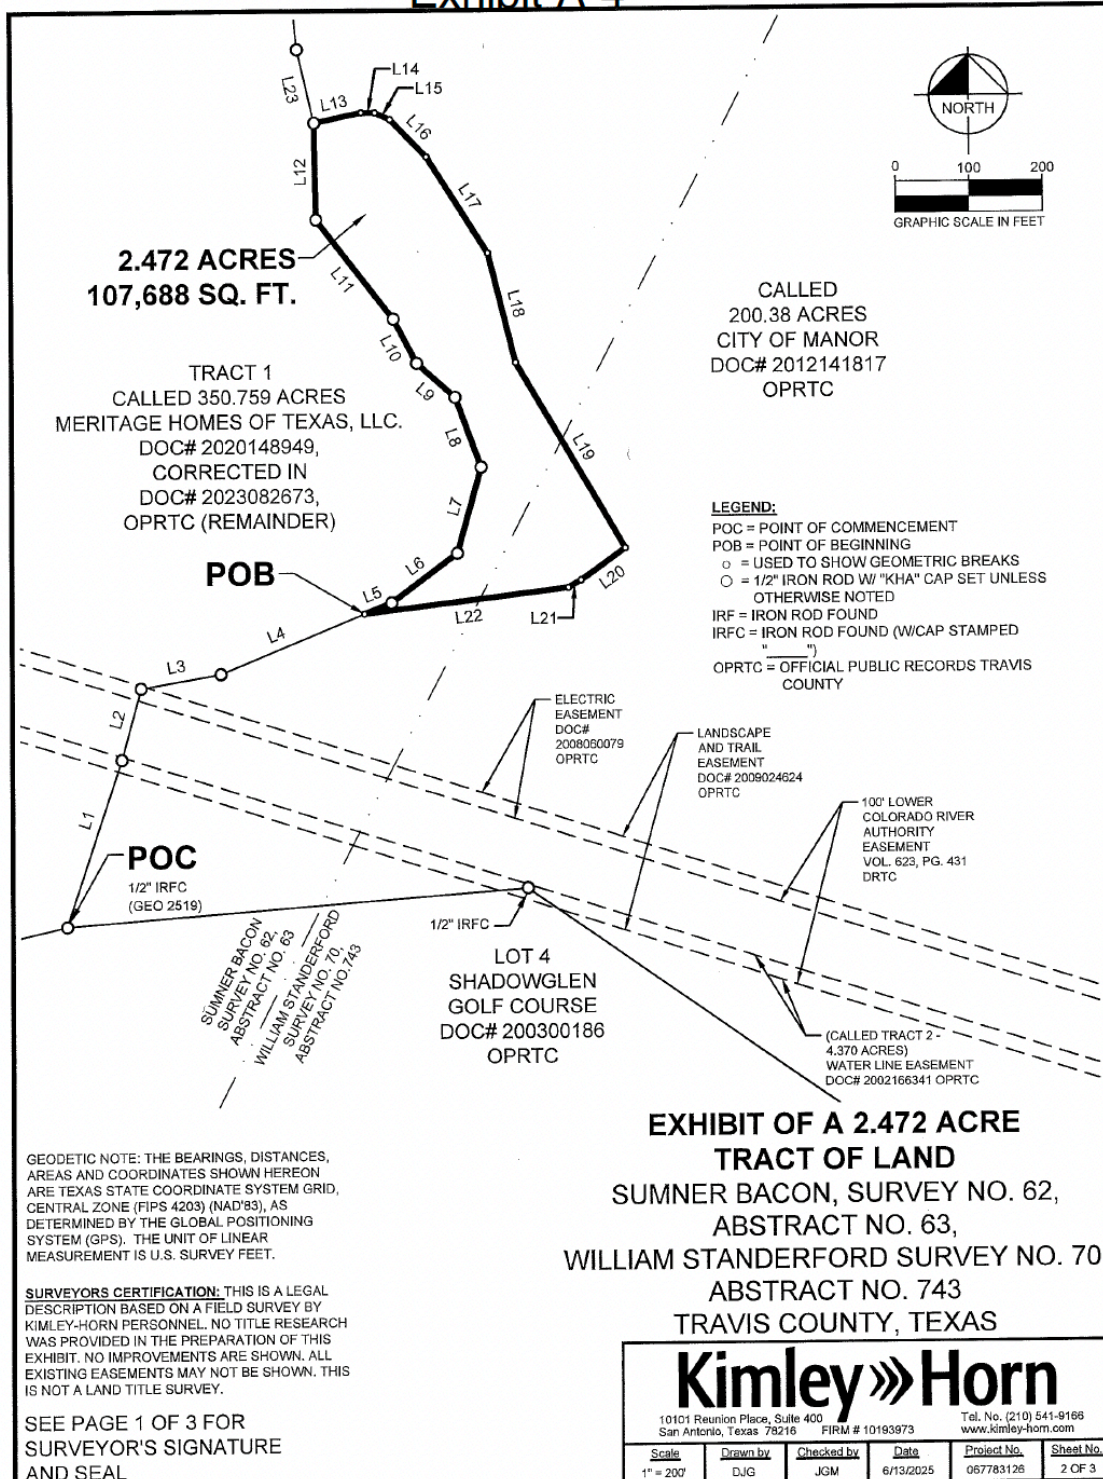 Exhibit A-4
L23
L13
L14
L15
L16
L12
L17
NORTH
0 100 200
GRAPHIC SCALE IN FEET
2.472 ACRES
107,688 SQ. FT.
L11
L18
CALLED
200.38 ACRES
CITY OF MANOR
DOC# 2012141817
OPRTC
L10
L9
TRACT 1
CALLED 350.759 ACRES
MERITAGE HOMES OF TEXAS, LLC.
DOC# 2020148949,
CORRECTED IN
DOC# 2023082673,
OPRTC (REMAINDER)
L8
L19
L7
LEGEND:
POC = POINT OF COMMENCEMENT
POB = POINT OF BEGINNING
o = USED TO SHOW GEOMETRIC BREAKS
O = 1/2" IRON ROD W/ "KHA" CAP SET UNLESS
OTHERWISE NOTED
IRF = IRON ROD FOUND
IRFC = IRON ROD FOUND (W/CAP STAMPED
"_____")
OPRTC = OFFICIAL PUBLIC RECORDS TRAVIS
COUNTY
POB
L6
L5
L20
L22
L21
L4
L3
L2
L1
ELECTRIC
EASEMENT
DOC#
2008060079
OPRTC
LANDSCAPE
AND TRAIL
EASEMENT
DOC# 2009024624
OPRTC
100' LOWER
COLORADO RIVER
AUTHORITY
EASEMENT
VOL. 623, PG. 431
DRTC
POC
1/2" IRFC
(GEO 2519)
1/2" IRFC
SUMNER BACON
SURVEY NO. 62,
ABSTRACT NO. 63
WILLIAM STANDERFORD
SURVEY NO. 70,
ABSTRACT NO.743
LOT 4
SHADOWGLEN
GOLF COURSE
DOC# 200300186
OPRTC
(CALLED TRACT 2 -
4.370 ACRES)
WATER LINE EASEMENT
DOC# 2002166341 OPRTC
EXHIBIT OF A 2.472 ACRE
TRACT OF LAND
SUMNER BACON, SURVEY NO. 62,
ABSTRACT NO. 63,
WILLIAM STANDERFORD SURVEY NO. 70
ABSTRACT NO. 743
TRAVIS COUNTY, TEXAS
GEODETIC NOTE: THE BEARINGS, DISTANCES,
AREAS AND COORDINATES SHOWN HEREON
ARE TEXAS STATE COORDINATE SYSTEM GRID,
CENTRAL ZONE (FIPS 4203) (NAD'83), AS
DETERMINED BY THE GLOBAL POSITIONING
SYSTEM (GPS). THE UNIT OF LINEAR
MEASUREMENT IS U.S. SURVEY FEET.
SURVEYORS CERTIFICATION: THIS IS A LEGAL
DESCRIPTION BASED ON A FIELD SURVEY BY
KIMLEY-HORN PERSONNEL. NO TITLE RESEARCH
WAS PROVIDED IN THE PREPARATION OF THIS
EXHIBIT. NO IMPROVEMENTS ARE SHOWN. ALL
EXISTING EASEMENTS MAY NOT BE SHOWN. THIS
IS NOT A LAND TITLE SURVEY.
SEE PAGE 1 OF 3 FOR
SURVEYOR'S SIGNATURE
AND SEAL
Kimley»Horn
10101 Reunion Place, Suite 400
San Antonio, Texas 78216 FIRM # 10193973
Tel. No. (210) 541-9166
www.kimley-horn.com
Scale Drawn by Checked by Date Project No. Sheet No.
1" = 200' DJG JGM 6/13/2025 067783126 2 OF 3